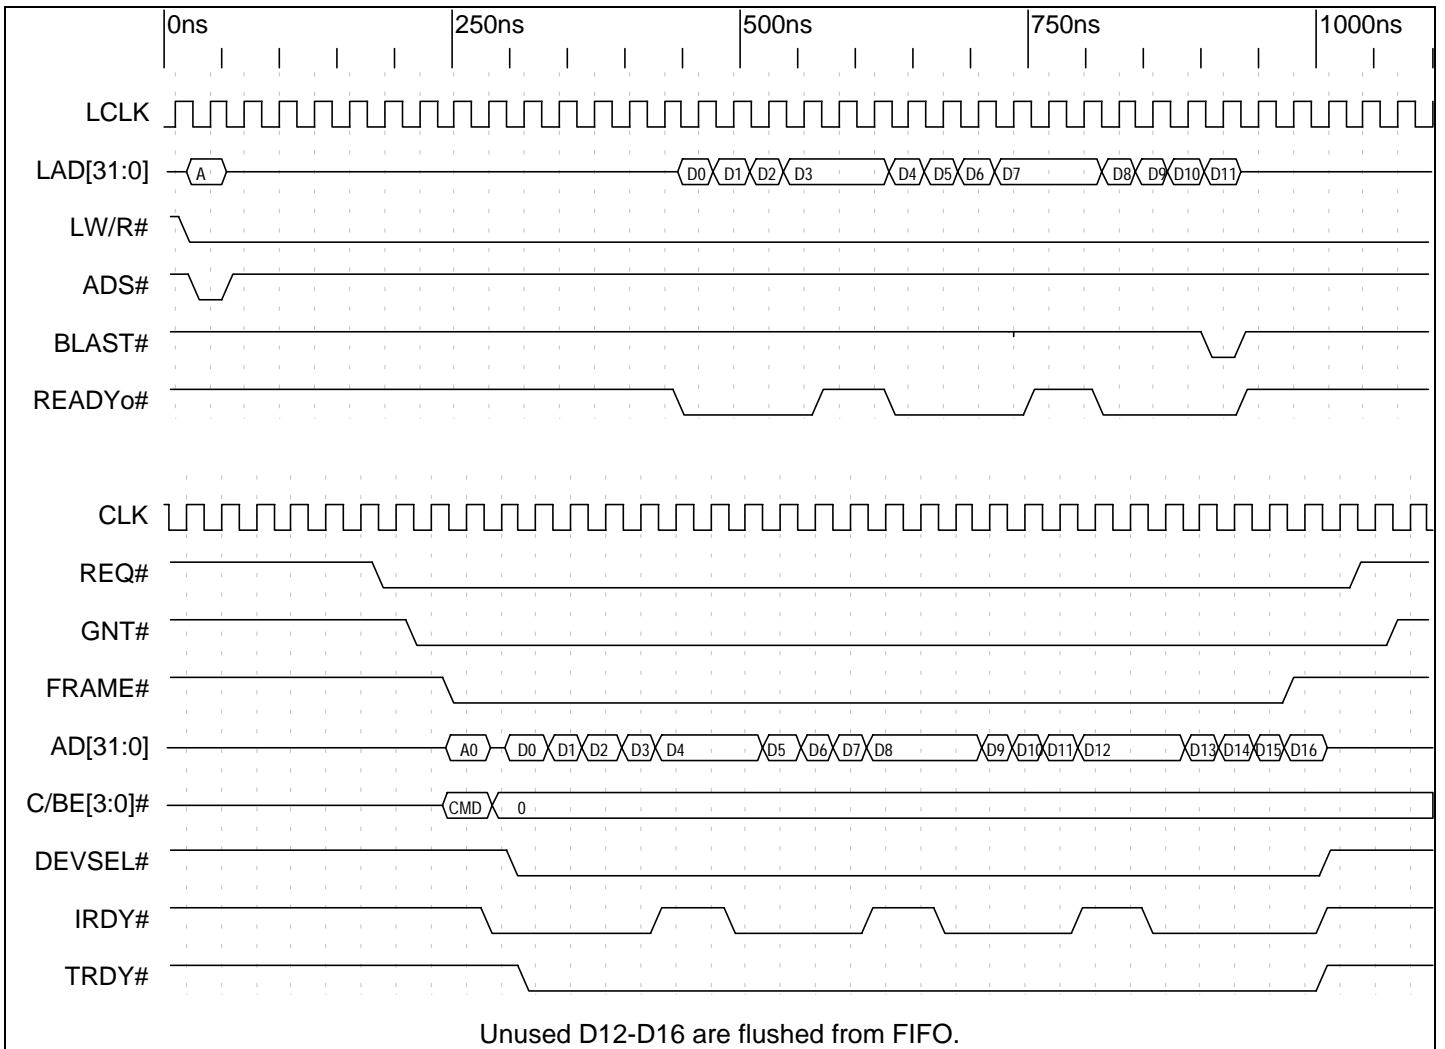 0ns 250ns 500ns 750ns 1000ns
LCLK
LAD[31:0] A D0 D1 D2 D3 D4 D5 D6 D7 D8 D9 D10 D11
LW/R#
ADS#
BLAST#
READYo#
CLK
REQ#
GNT#
FRAME#
AD[31:0] A0 D0 D1 D2 D3 D4 D5 D6 D7 D8 D9 D10 D11 D12 D13 D14 D15 D16
C/BE[3:0]# CMD 0
DEVSEL#
IRDY#
TRDY#
Unused D12-D16 are flushed from FIFO.